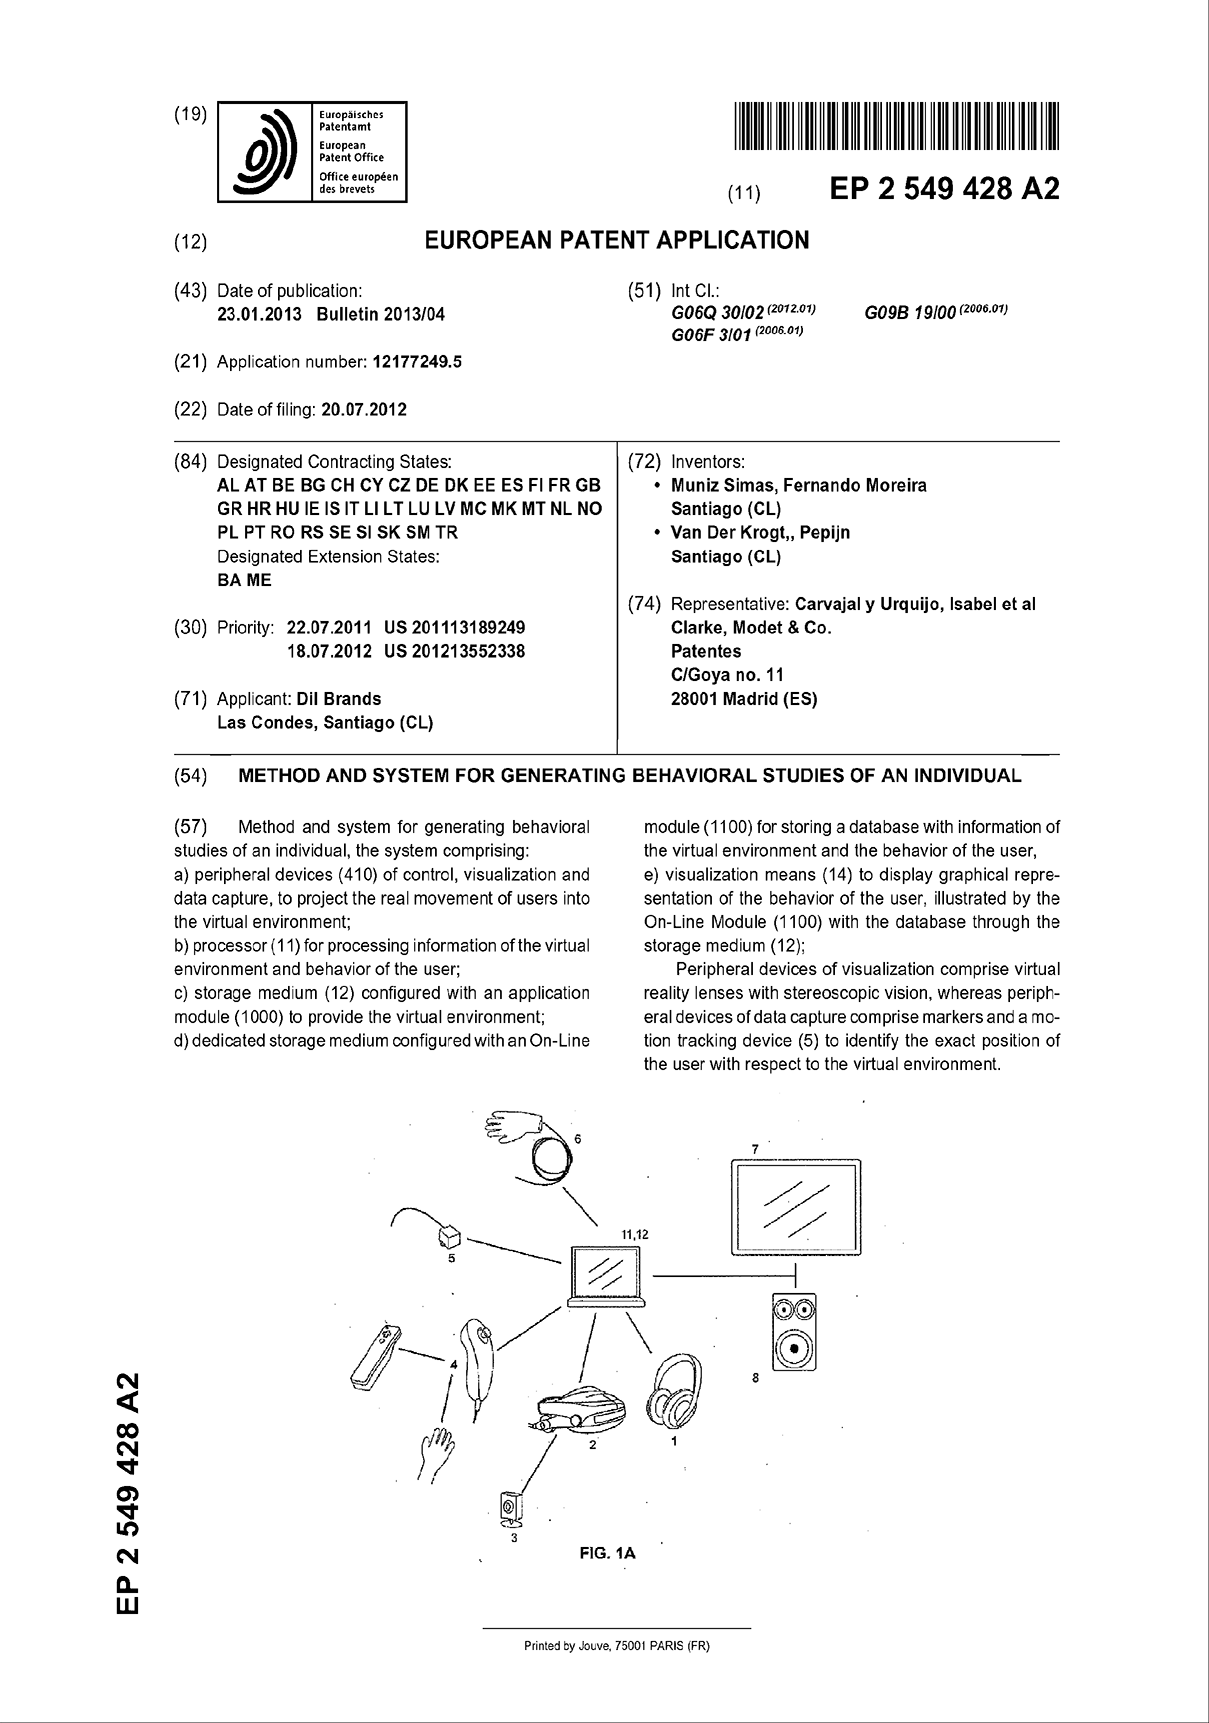 (19)
Europäisches
Patentamt
European
Patent Office
Office européen
des brevets
(11) EP 2 549 428 A2
(12) EUROPEAN PATENT APPLICATION
(43) Date of publication:
23.01.2013 Bulletin 2013/04
(21) Application number: 12177249.5
(22) Date of filing: 20.07.2012
(51) Int Cl.:
G06Q 30/02 (2012.01) G09B 19/00 (2006.01)
G06F 3/01 (2006.01)
(84) Designated Contracting States:
AL AT BE BG CH CY CZ DE DK EE ES FI FR GB
GR HR HU IE IS IT LI LT LU LV MC MK MT NL NO
PL PT RO RS SE SI SK SM TR
Designated Extension States:
BA ME
(30) Priority: 22.07.2011 US 201113189249
18.07.2012 US 201213552338
(71) Applicant: Dil Brands
Las Condes, Santiago (CL)
(72) Inventors:
• Muniz Simas, Fernando Moreira
Santiago (CL)
• Van Der Krogt,, Pepijn
Santiago (CL)
(74) Representative: Carvajal y Urquijo, Isabel et al
Clarke, Modet & Co.
Patentes
C/Goya no. 11
28001 Madrid (ES)
(54) METHOD AND SYSTEM FOR GENERATING BEHAVIORAL STUDIES OF AN INDIVIDUAL
(57) Method and system for generating behavioral
studies of an individual, the system comprising:
a) peripheral devices (410) of control, visualization and
data capture, to project the real movement of users into
the virtual environment;
b) processor (11) for processing information of the virtual
environment and behavior of the user;
c) storage medium (12) configured with an application
module (1000) to provide the virtual environment;
d) dedicated storage medium configured with an On-Line
module (1100) for storing a database with information of
the virtual environment and the behavior of the user,
e) visualization means (14) to display graphical repre-
sentation of the behavior of the user, illustrated by the
On-Line Module (1100) with the database through the
storage medium (12);
Peripheral devices of visualization comprise virtual
reality lenses with stereoscopic vision, whereas periph-
eral devices of data capture comprise markers and a mo-
tion tracking device (5) to identify the exact position of
the user with respect to the virtual environment.
6
7
11,12
5
4
8
2
1
3
FIG. 1A
EP 2 549 428 A2
Printed by Jouve, 75001 PARIS (FR)